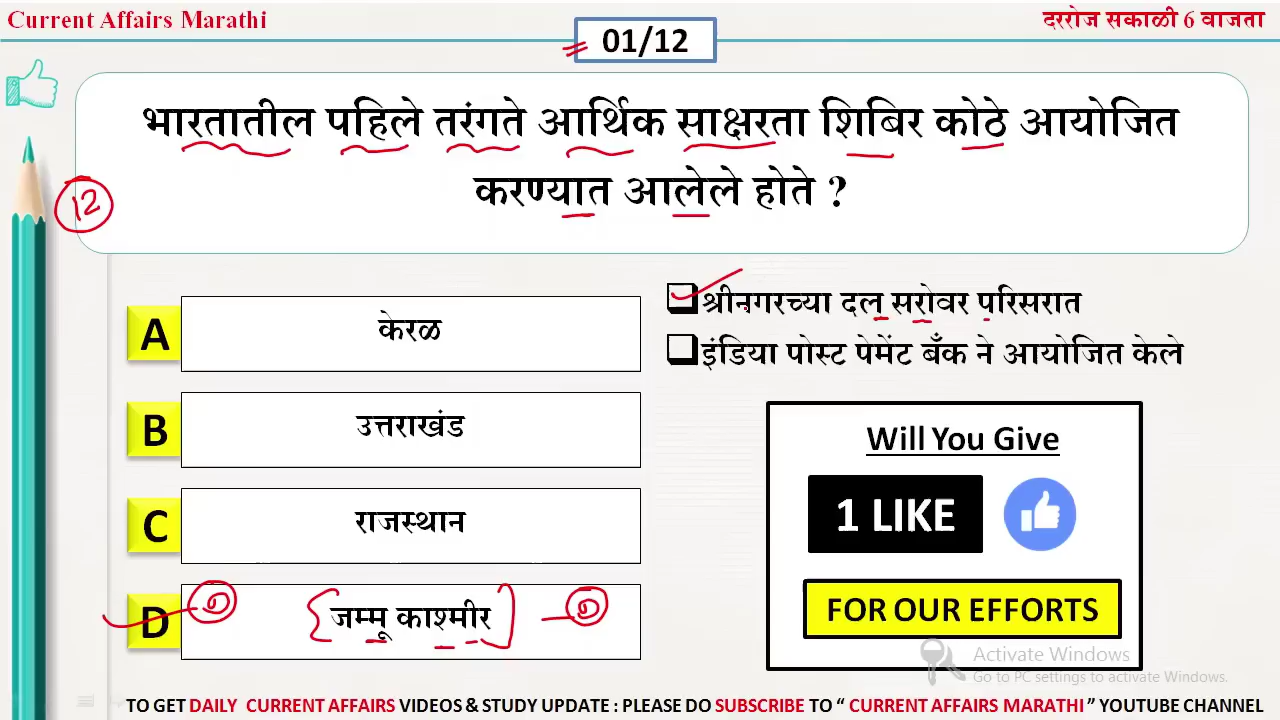 Current Affairs Marathi
दररोज सकाळी 6 वाजता
01/12
भारतातील पहिले तरंगते आर्थिक साक्षरता शिबिर कोठे आयोजित
करण्यात आलेले होते ?
12
A
केरळ
B
उत्तराखंड
C
राजस्थान
D
जम्मू काश्मीर
श्रीनगरच्या दल सरोवर परिसरात
इंडिया पोस्ट पेमेंट बँक ने आयोजित केले
Will You Give
1 LIKE
FOR OUR EFFORTS
Activate Windows
Go to PC settings to activate Windows.
TO GET DAILY CURRENT AFFAIRS VIDEOS & STUDY UPDATE : PLEASE DO SUBSCRIBE TO “ CURRENT AFFAIRS MARATHI ” YOUTUBE CHANNEL